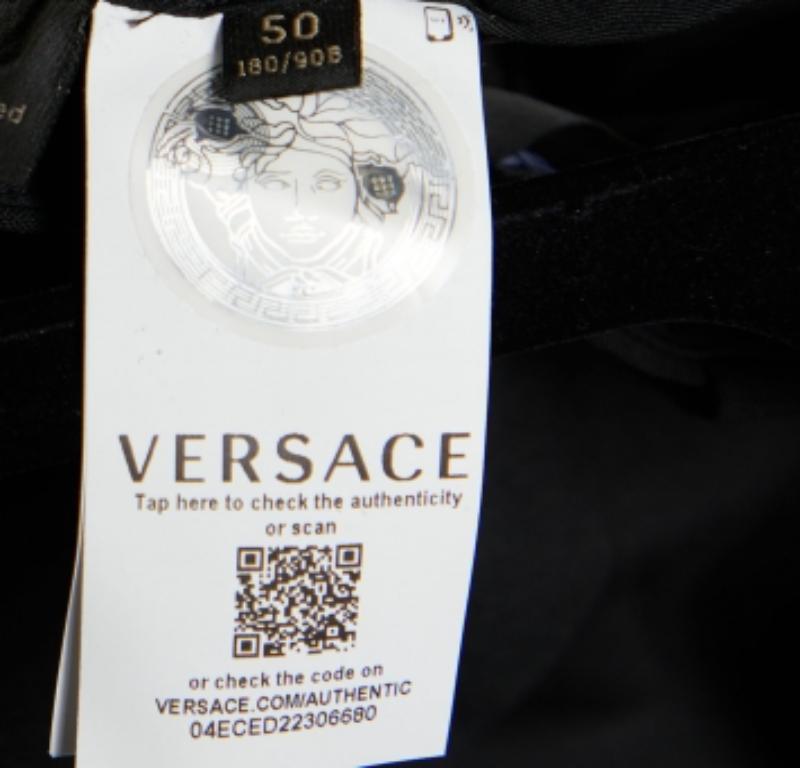 50
180/90B
ed
VERSACE
Tap here to check the authenticity
or scan
or check the code on
VERSACE.COM/AUTHENTIC
04ECED22306680